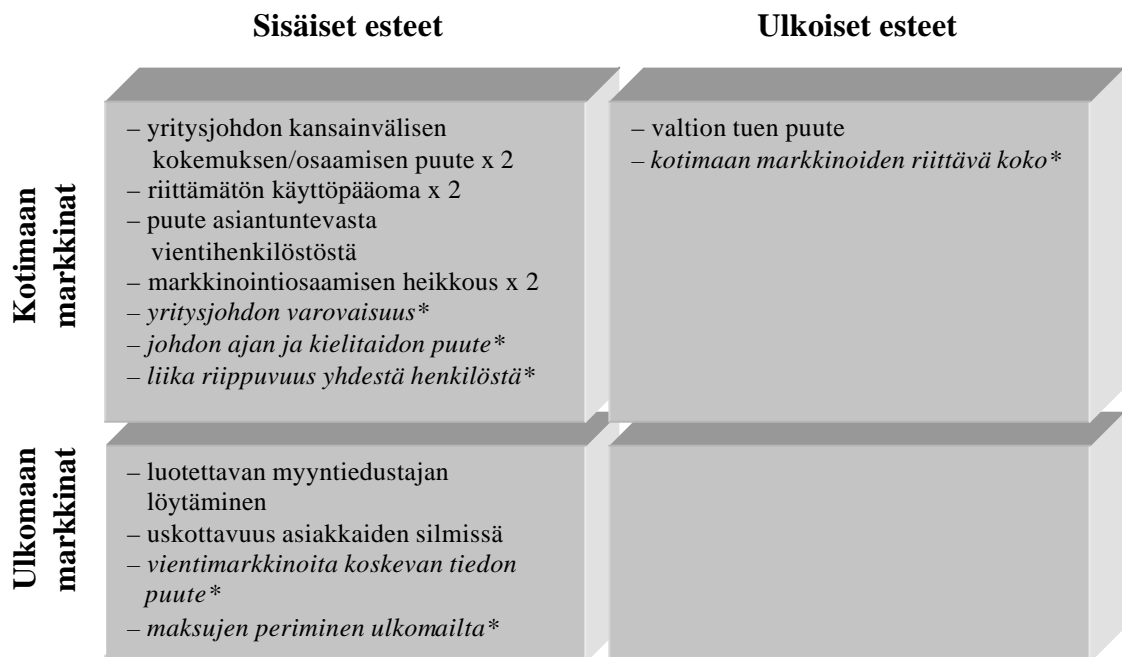 Sisäiset esteet
Ulkoiset esteet
Kotimaan
markkinat
– yritysjohdon kansainvälisen
kokemuksen/osaamisen puute x 2
– riittämätön käyttöpääoma x 2
– puute asiantuntevasta
vientihenkilöstöstä
– markkinointiosaamisen heikkous x 2
– yritysjohdon varovaisuus*
– johdon ajan ja kielitaidon puute*
– liika riippuvuus yhdestä henkilöstä*
– valtion tuen puute
– kotimaan markkinoiden riittävä koko*
Ulkomaan
markkinat
– luotettavan myyntiedustajan
löytäminen
– uskottavuus asiakkaiden silmissä
– vientimarkkinoita koskevan tiedon
puute*
– maksujen periminen ulkomailta*